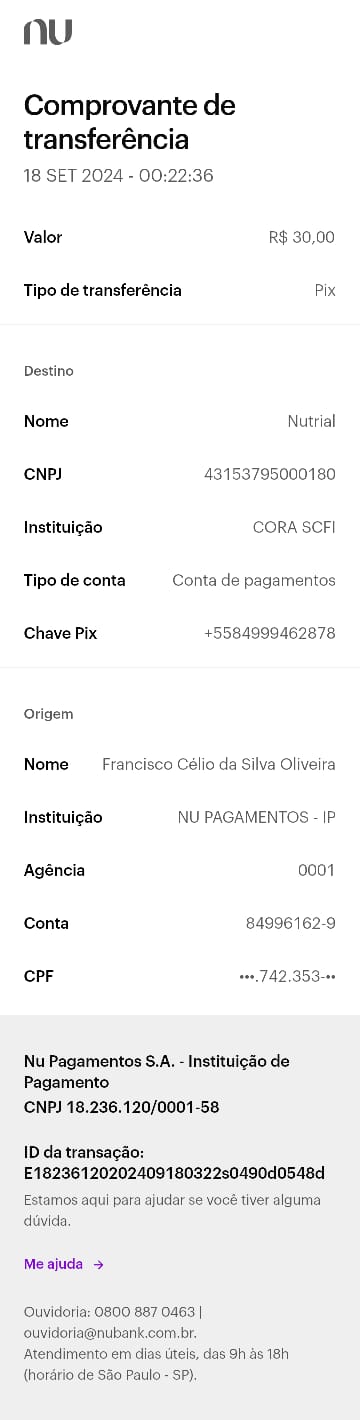 nu
Comprovante de
transferência
18 SET 2024 - 00:22:36
Valor R$ 30,00
Tipo de transferência Pix
Destino
Nome Nutrial
CNPJ 43153795000180
Instituição CORA SCFI
Tipo de conta Conta de pagamentos
Chave Pix +5584999462878
Origem
Nome Francisco Célio da Silva Oliveira
Instituição NU PAGAMENTOS - IP
Agência 0001
Conta 84996162-9
CPF •••.742.353-••
Nu Pagamentos S.A. - Instituição de
Pagamento
CNPJ 18.236.120/0001-58
ID da transação:
E18236120202409180322s0490d0548d
Estamos aqui para ajudar se você tiver alguma
dúvida.
Me ajuda →
Ouvidoria: 0800 887 0463 |
ouvidoria@nubank.com.br.
Atendimento em dias úteis, das 9h às 18h
(horário de São Paulo - SP).